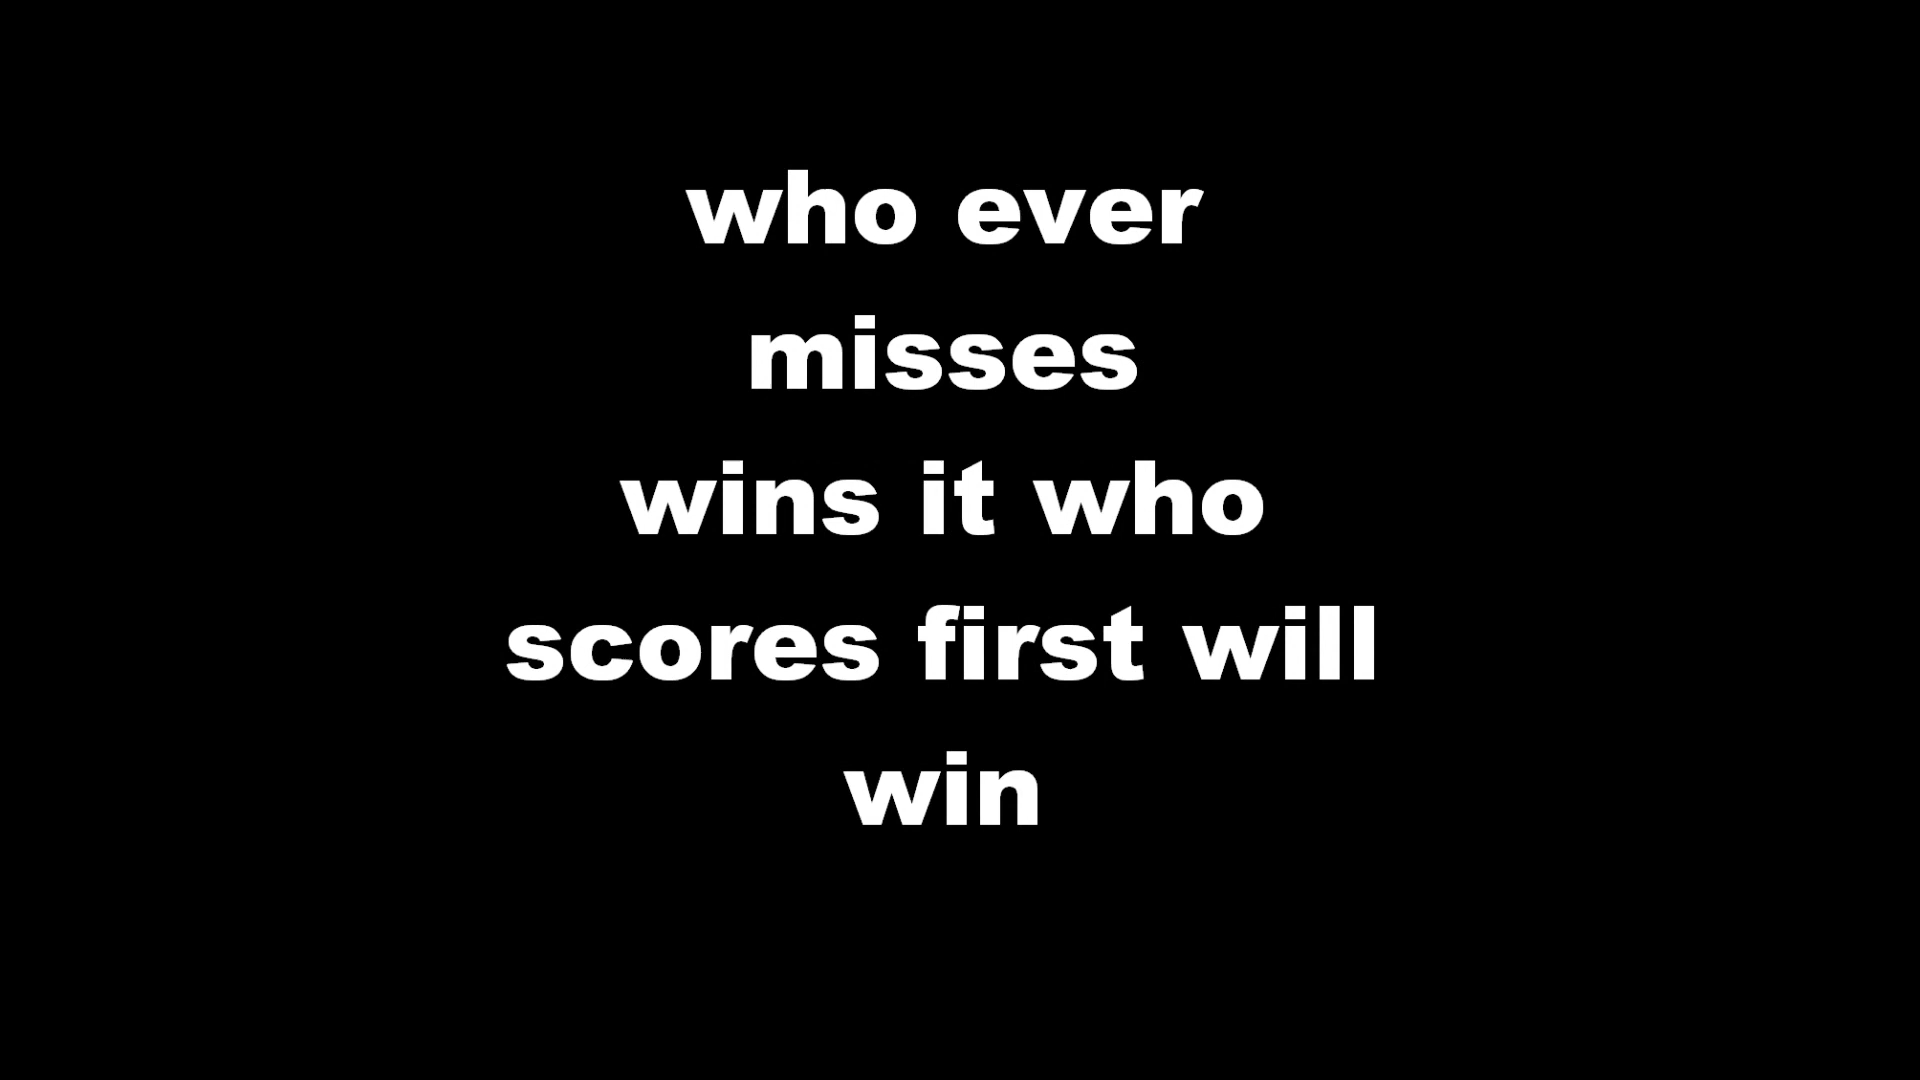 who ever
misses
wins it who
scores first will
win